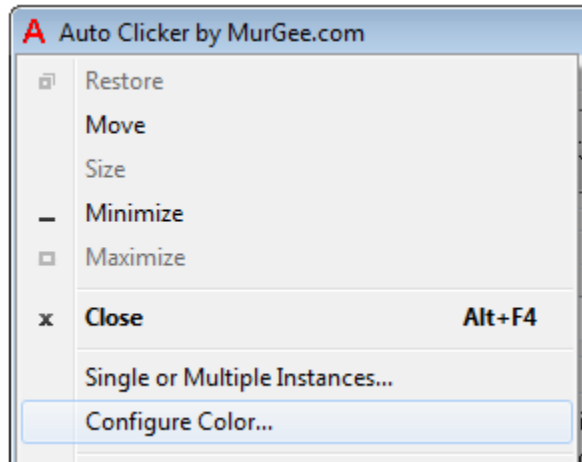 A Auto Clicker by MurGee.com
Restore
Move
Size
Minimize
Maximize
x Close Alt+F4
Single or Multiple Instances...
Configure Color...